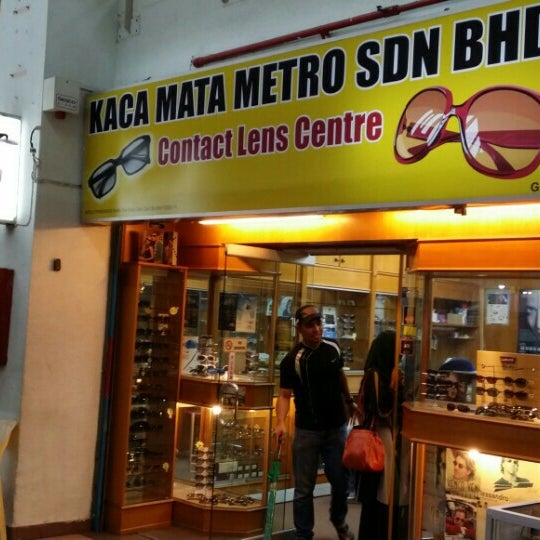 KACA MATA METRO SDN BHD
Contact Lens Centre
G